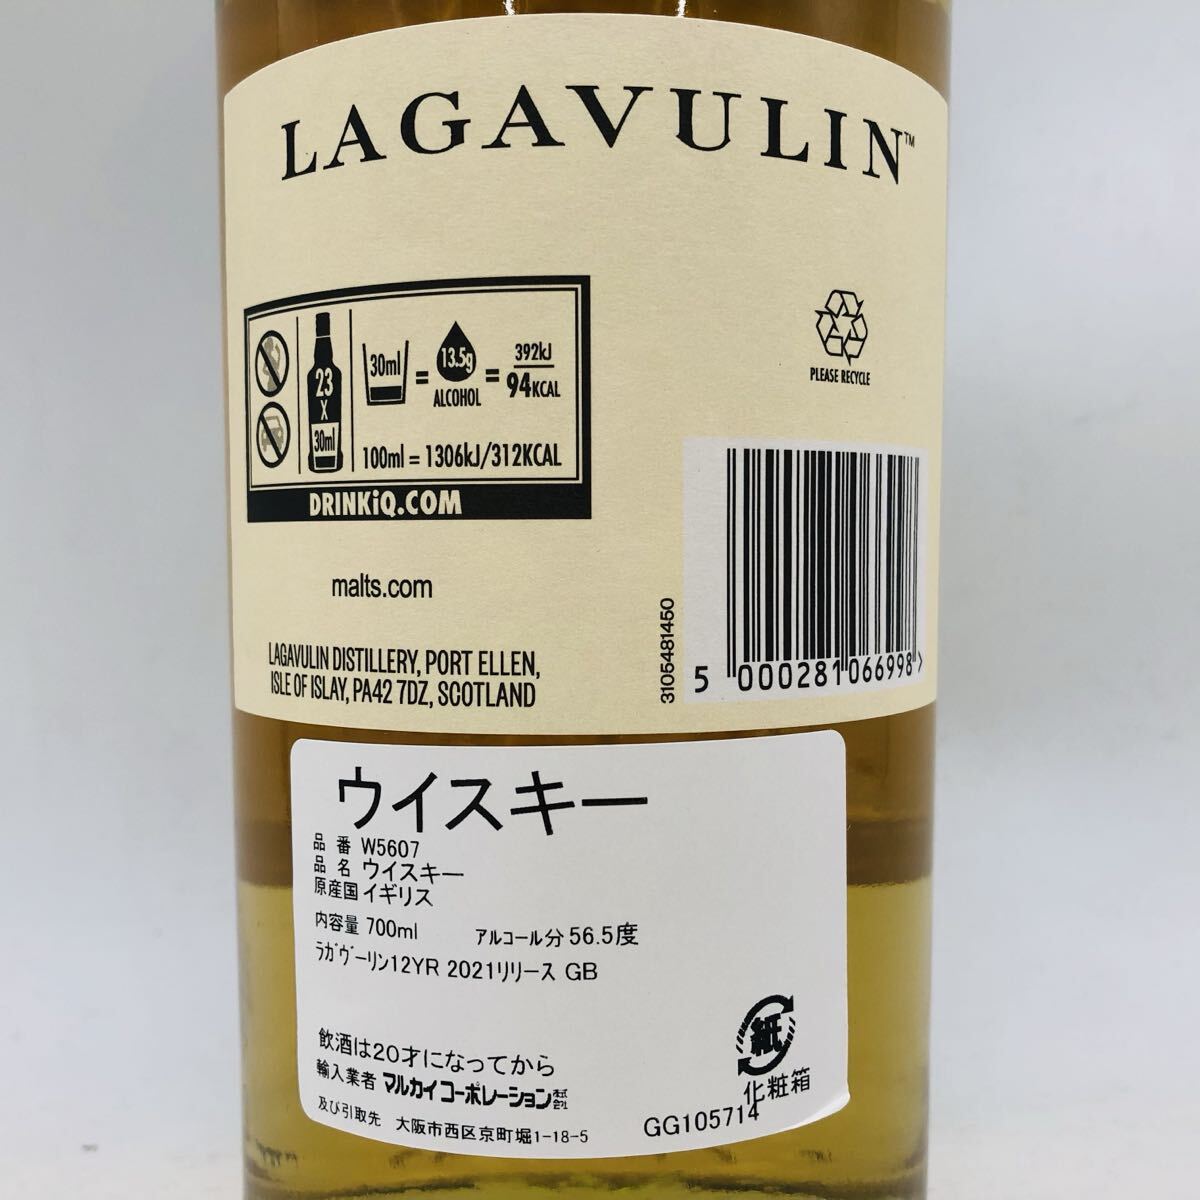 LAGAVULIN™
23
X
30ml
30ml
=
13.5g
ALCOHOL
=
392kJ
94KCAL
100ml = 1306kJ/312KCAL
DRINKiQ.COM
PLEASE RECYCLE
malts.com
LAGAVULIN DISTILLERY, PORT ELLEN,
ISLE OF ISLAY, PA42 7DZ, SCOTLAND
3105481450
5 000281 066998 >
ウイスキー
品番 W5607
品名 ウイスキー
原産国 イギリス
内容量 700ml アルコール分 56.5度
ラガヴーリン12YR 2021リリース GB
飲酒は20才になってから
輸入業者 マルカイコーポレーション株式会社
及び引取先 大阪市西区京町堀1-18-5
紙
化粧箱
GG105714